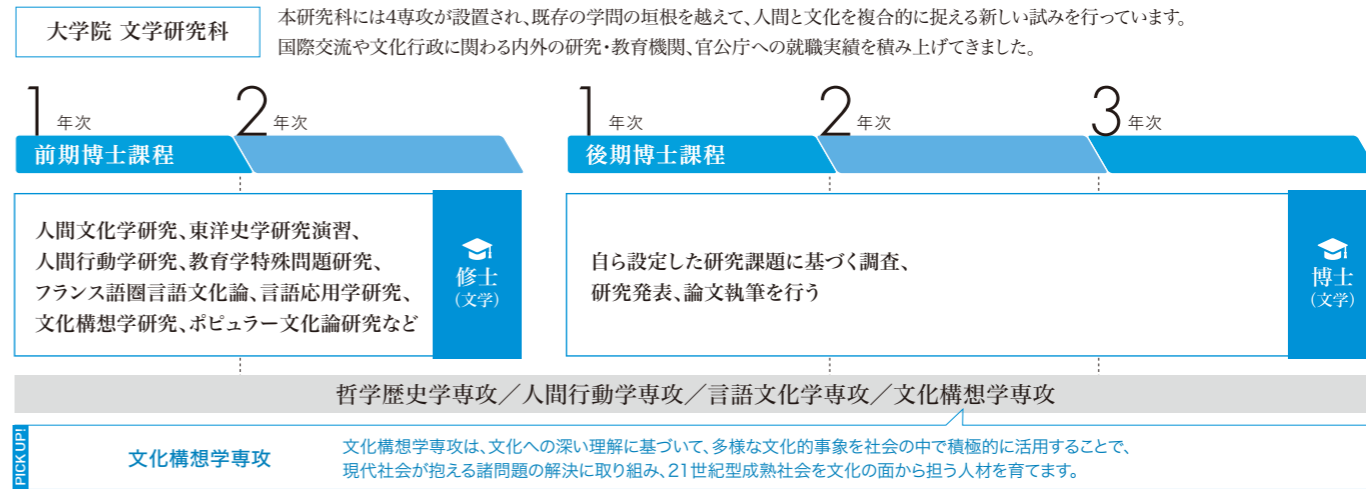 大学院 文学研究科
本研究科には4専攻が設置され、既存の学問の垣根を越えて、人間と文化を複合的に捉える新しい試みを行っています。
国際交流や文化行政に関わる内外の研究・教育機関、官公庁への就職実績を積み上げてきました。
1年次
2年次
前期博士課程
人間文化学研究、東洋史学研究演習、
人間行動学研究、教育学特殊問題研究、
フランス語圏言語文化論、言語応用学研究、
文化構想学研究、ポピュラー文化論研究など
修士
(文学)
1年次
2年次
3年次
後期博士課程
自ら設定した研究課題に基づく調査、
研究発表、論文執筆を行う
博士
(文学)
哲学歴史学専攻／人間行動学専攻／言語文化学専攻／文化構想学専攻
PICK UP!
文化構想学専攻
文化構想学専攻は、文化への深い理解に基づいて、多様な文化的事象を社会の中で積極的に活用することで、
現代社会が抱える諸問題の解決に取り組み、21世紀型成熟社会を文化の面から担う人材を育てます。